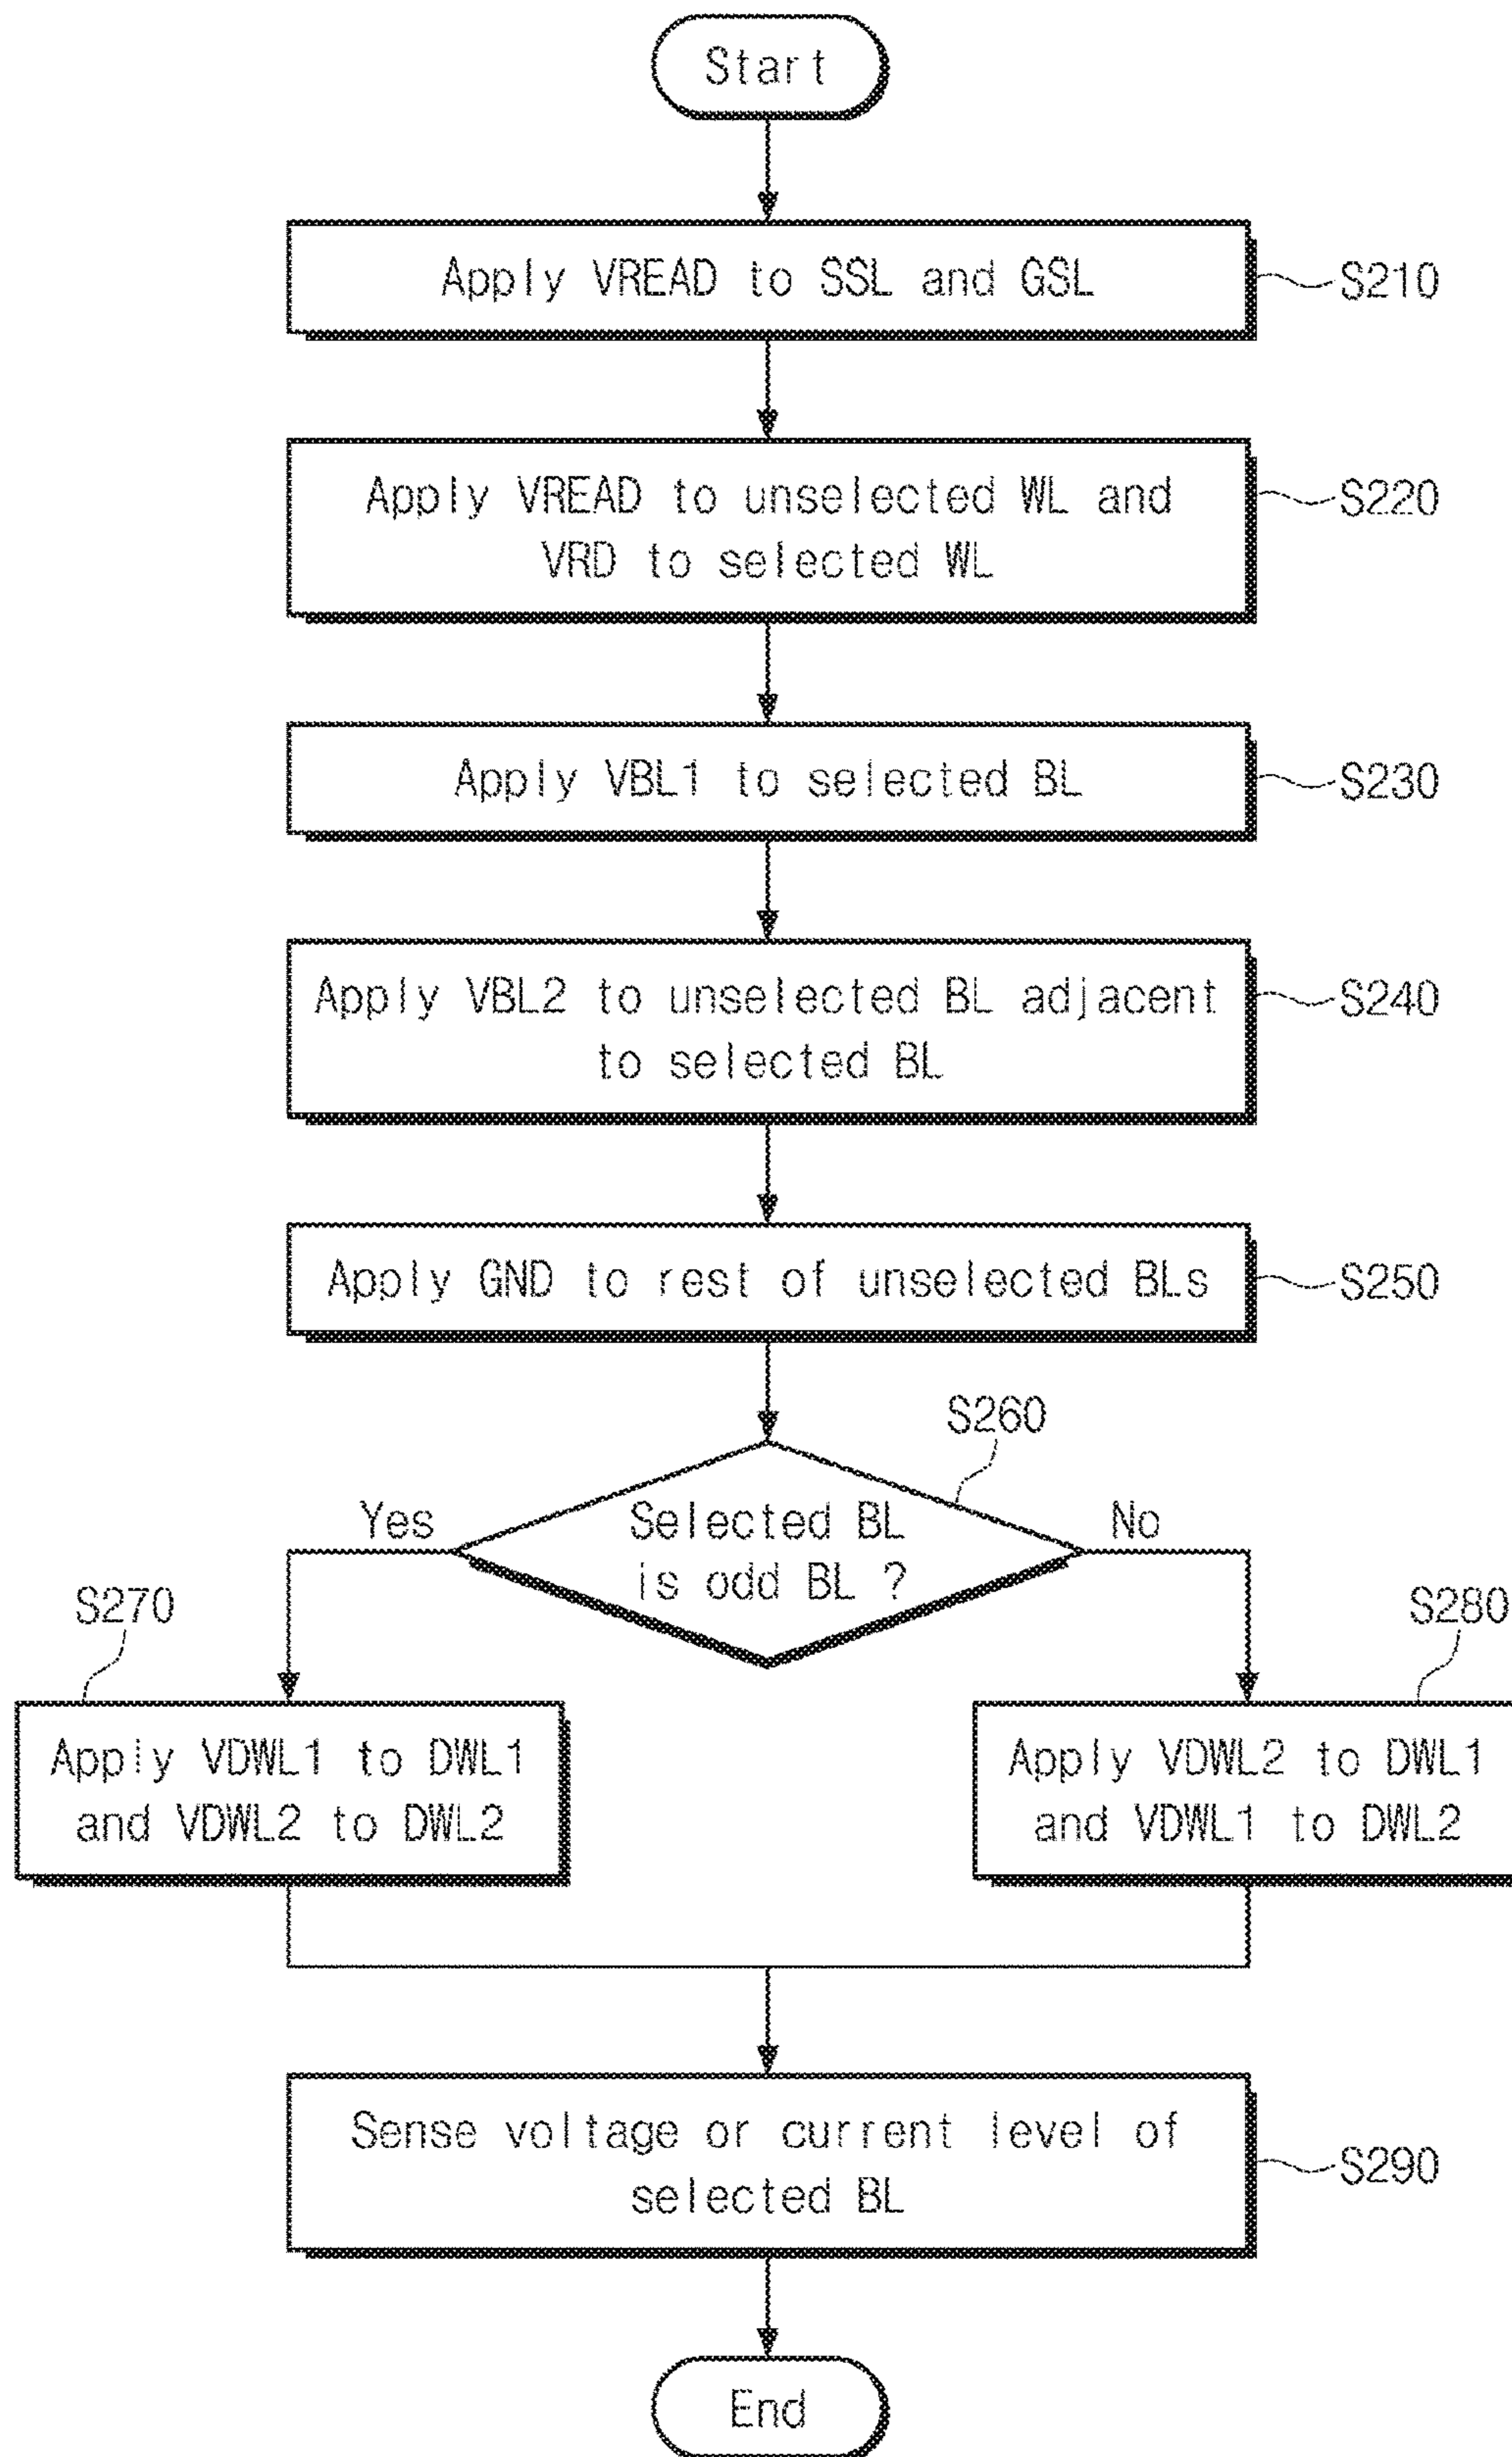 Start
Apply VREAD to SSL and GSL
S210
Apply VREAD to unselected WL and
VRD to selected WL
S220
Apply VBL1 to selected BL
S230
Apply VBL2 to unselected BL adjacent
to selected BL
S240
Apply GND to rest of unselected BLs
S250
S260
Selected BL
is odd BL ?
Yes
No
S270
Apply VDWL1 to DWL1
and VDWL2 to DWL2
S280
Apply VDWL2 to DWL1
and VDWL1 to DWL2
Sense voltage or current level of
selected BL
S290
End